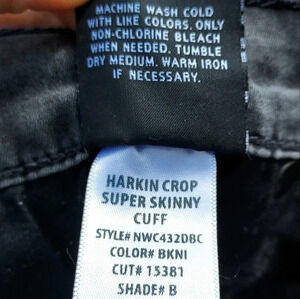 MACHINE WASH COLD
WITH LIKE COLORS. ONLY
NON-CHLORINE BLEACH
WHEN NEEDED. TUMBLE
DRY MEDIUM. WARM IRON
IF NECESSARY.
HARKIN CROP
SUPER SKINNY
CUFF
STYLE# NWC432DBC
COLOR# BKNI
CUT# 15381
SHADE# B